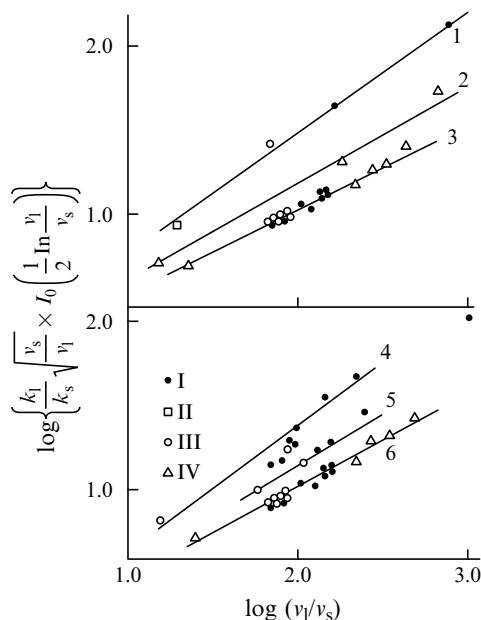 2.0
1
2
3
1.0
log { k_l/k_s √(v_s/v_l) × I_0 ( 1/2 ln v_l/v_s ) }
2.0
4
I
5
II
III
6
IV
1.0
1.0 2.0 3.0
log (v_l/v_s)